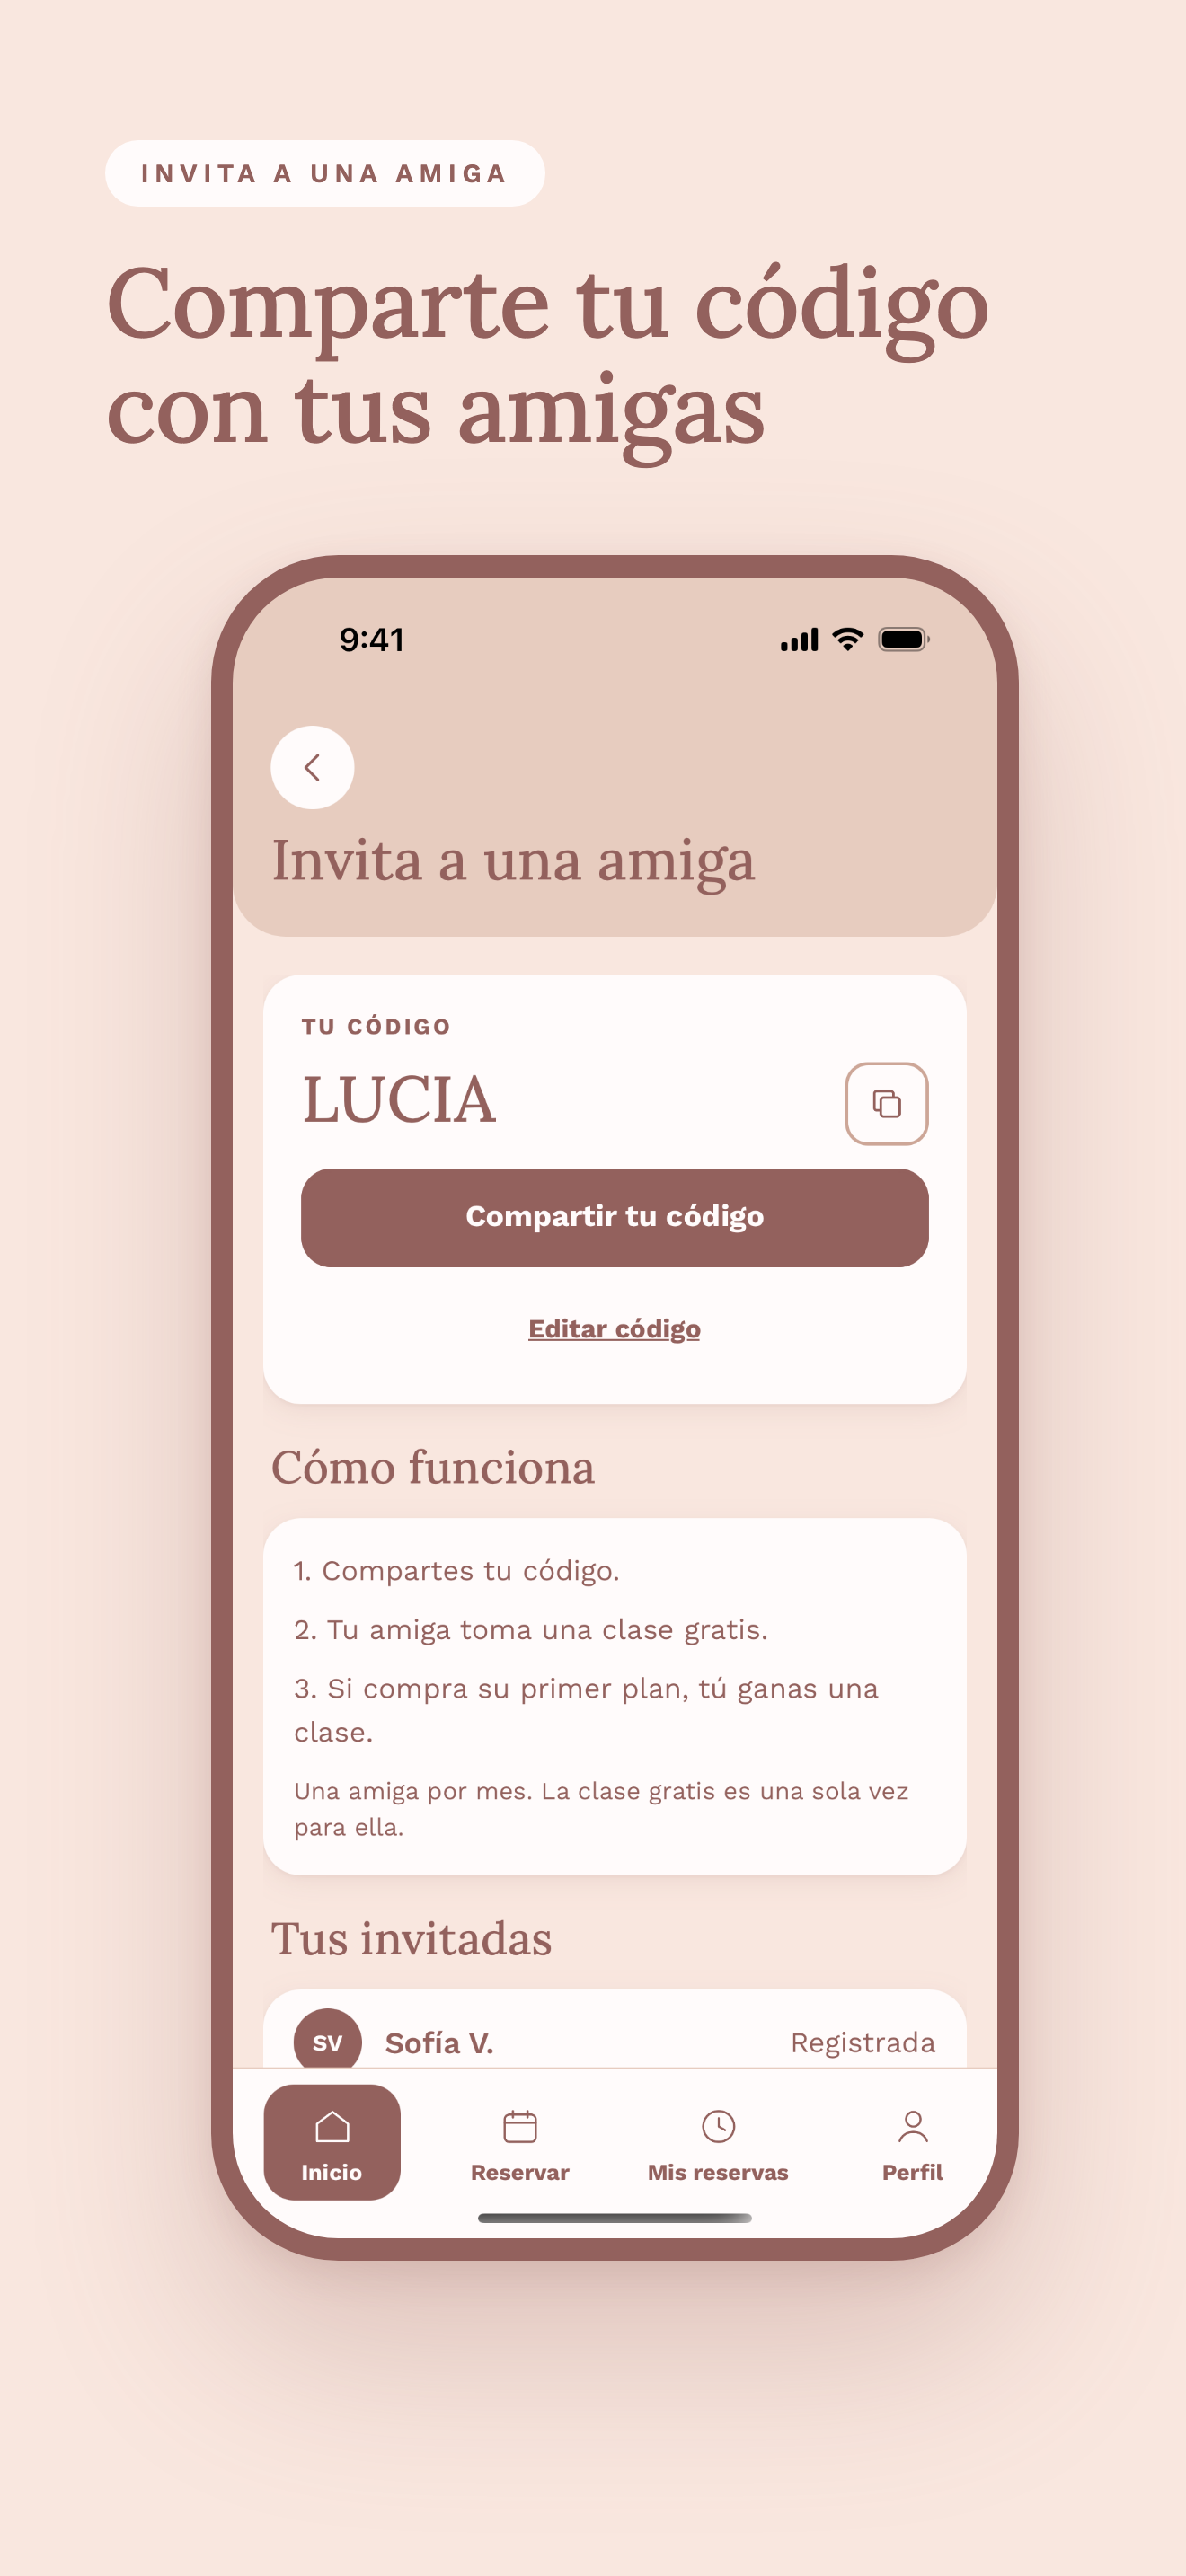 INVITA A UNA AMIGA
Comparte tu código
con tus amigas
9:41
Invita a una amiga
TU CÓDIGO
LUCIA
Compartir tu código
Editar código
Cómo funciona
1. Compartes tu código.
2. Tu amiga toma una clase gratis.
3. Si compra su primer plan, tú ganas una
clase.
Una amiga por mes. La clase gratis es una sola vez
para ella.
Tus invitadas
SV Sofía V. Registrada
Inicio Reservar Mis reservas Perfil